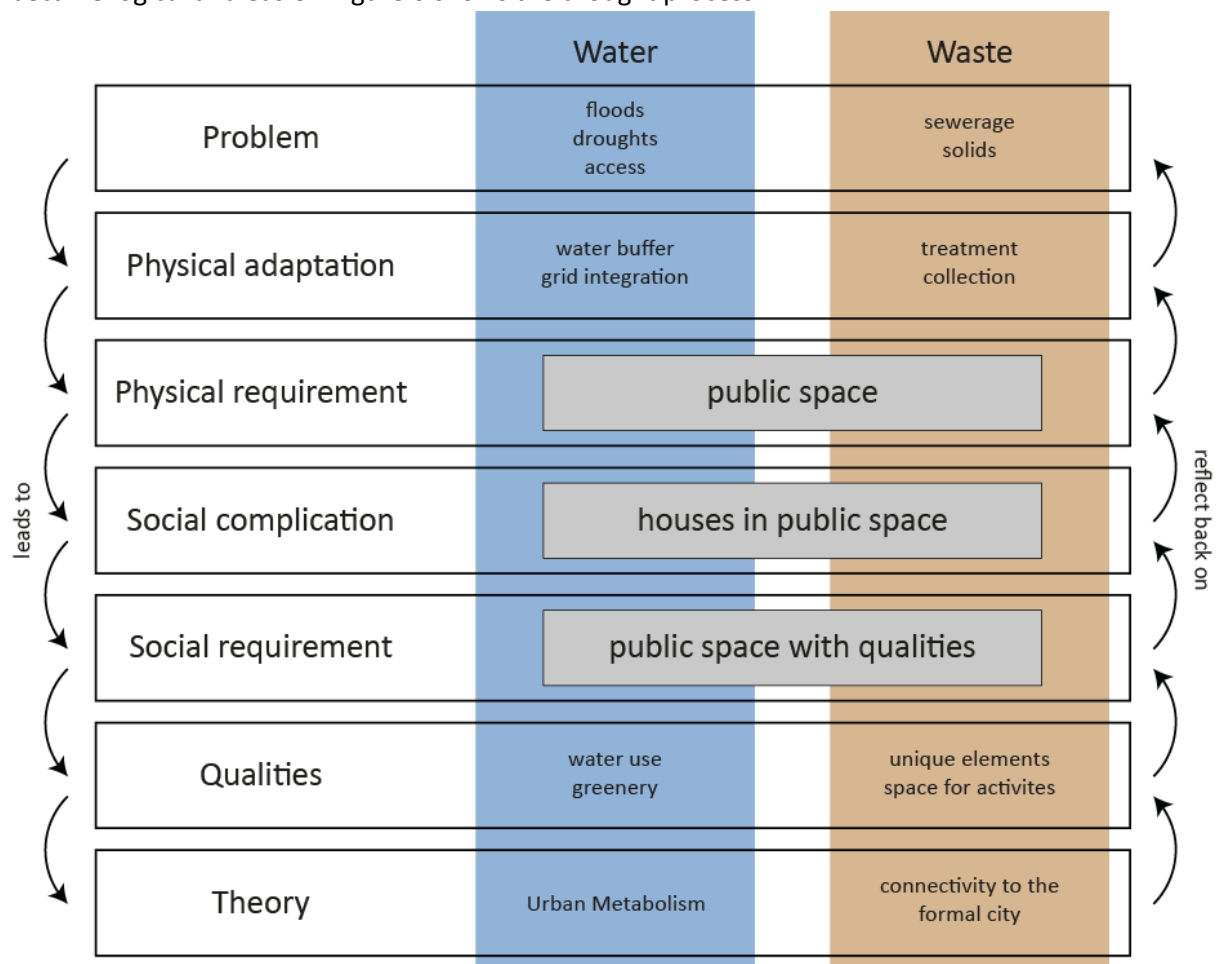 Water
Waste
Problem
floods
droughts
access
sewerage
solids
Physical adaptation
water buffer
grid integration
treatment
collection
Physical requirement
public space
leads to
Social complication
houses in public space
reflect back on
Social requirement
public space with qualities
Qualities
water use
greenery
unique elements
space for activites
Theory
Urban Metabolism
connectivity to the
formal city